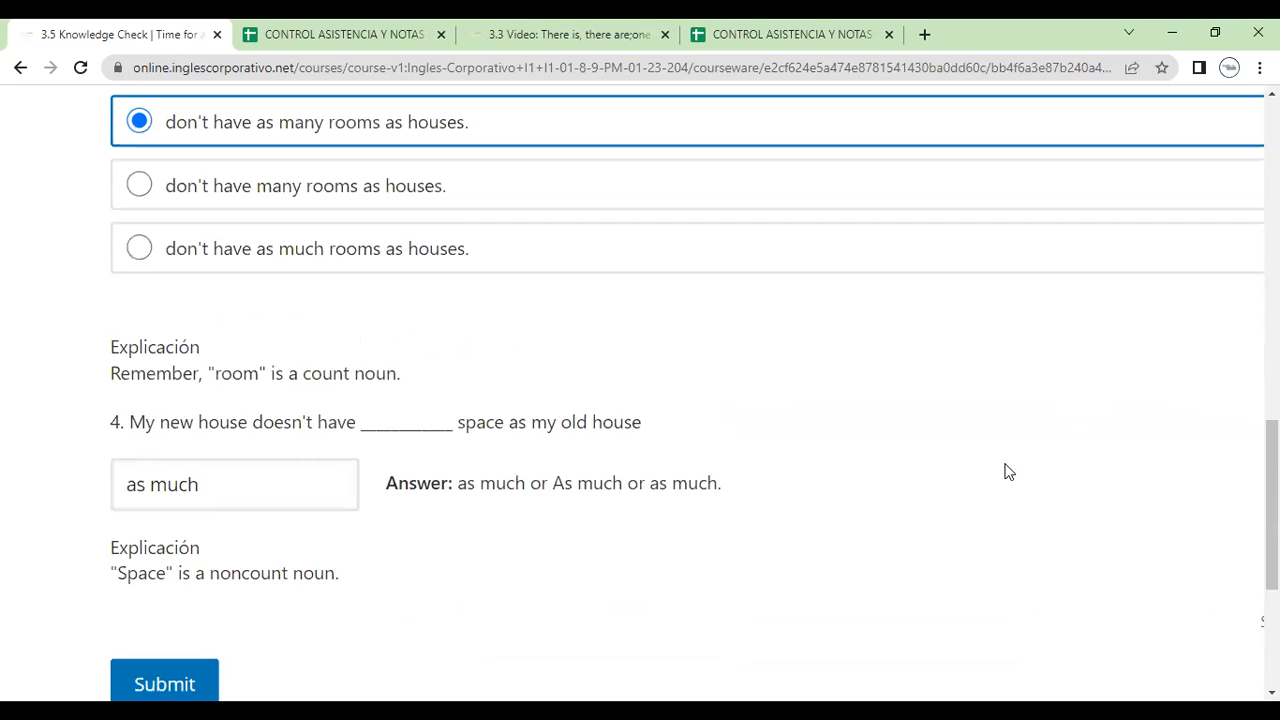 3.5 Knowledge Check | Time for a
CONTROL ASISTENCIA Y NOTAS
3.3 Video: There is, there are;one
CONTROL ASISTENCIA Y NOTAS
online.inglescorporativo.net/courses/course-v1:Ingles-Corporativo+I1+I1-01-8-9-PM-01-23-204/courseware/e2cf624e5a474e8781541430ba0dd60c/bb4f6a3e87b240a4...
don't have as many rooms as houses.
don't have many rooms as houses.
don't have as much rooms as houses.
Explicación
Remember, "room" is a count noun.
4. My new house doesn't have ____________ space as my old house
as much
Answer: as much or As much or as much.
Explicación
"Space" is a noncount noun.
Submit